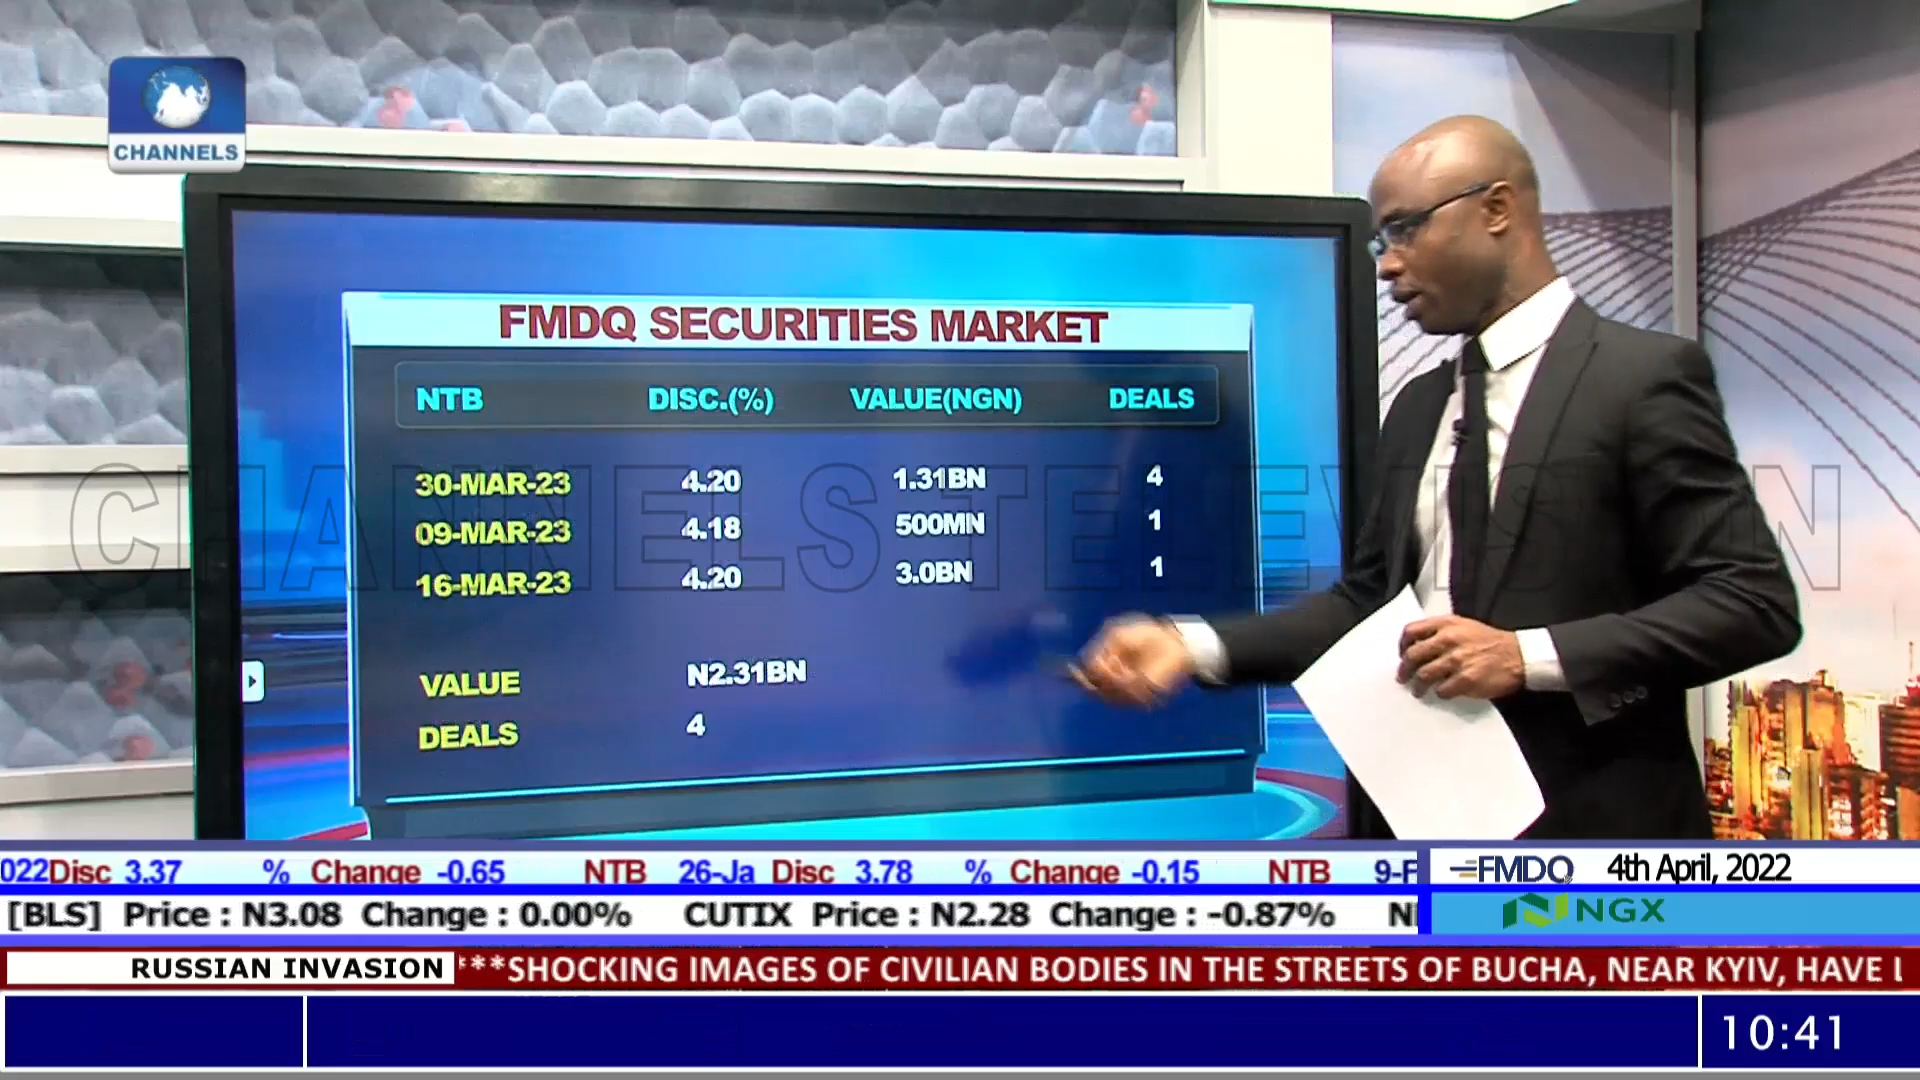 CHANNELS
FMDQ SECURITIES MARKET
NTB DISC.(%) VALUE(NGN) DEALS
30-MAR-23 4.20 1.31BN 4
09-MAR-23 4.18 500MN 1
16-MAR-23 4.20 3.0BN 1
CHANNELS TELEVISION
VALUE N2.31BN
DEALS 4
022Disc 3.37 % Change -0.65 NTB 26-Ja Disc 3.78 % Change -0.15 NTB 9-F
FMDQ 4th April, 2022
[BLS] Price : N3.08 Change : 0.00% CUTIX Price : N2.28 Change : -0.87%
NGX
RUSSIAN INVASION ***SHOCKING IMAGES OF CIVILIAN BODIES IN THE STREETS OF BUCHA, NEAR KYIV, HAVE
10:41